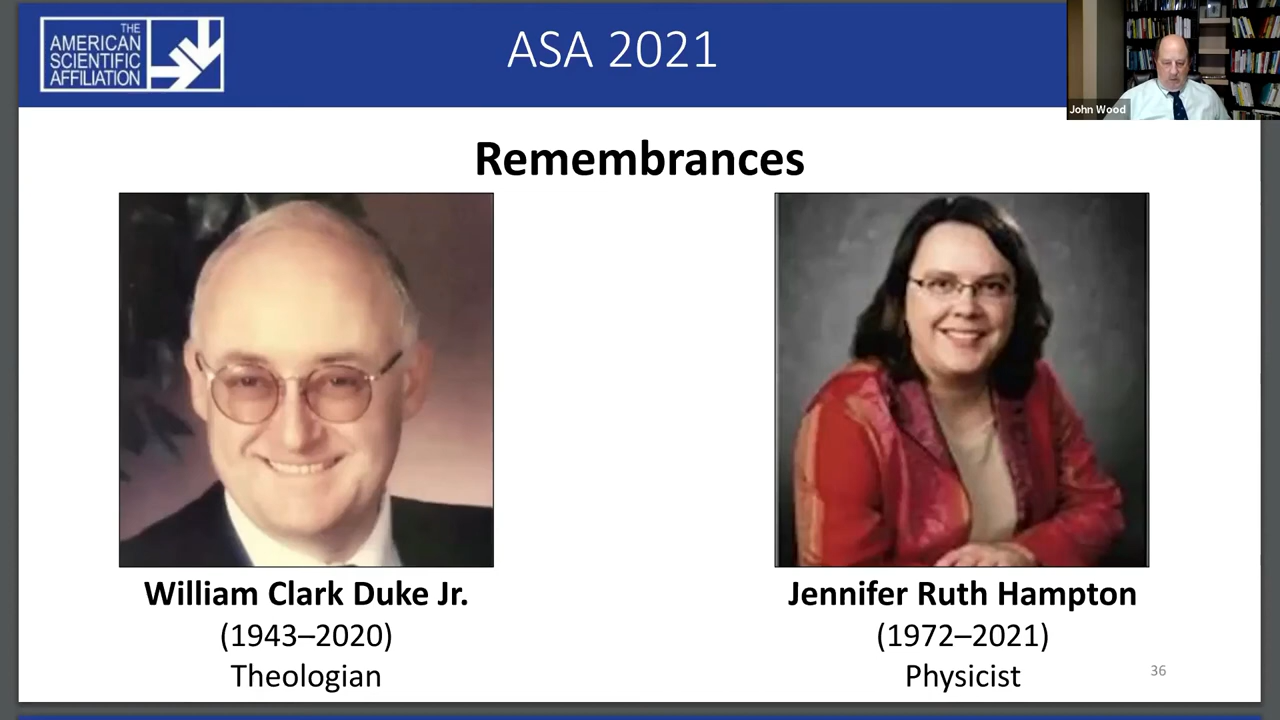 THE
AMERICAN
SCIENTIFIC
AFFILIATION
ASA 2021
John Wood
Remembrances
William Clark Duke Jr.
(1943–2020)
Theologian
Jennifer Ruth Hampton
(1972–2021)
Physicist
36